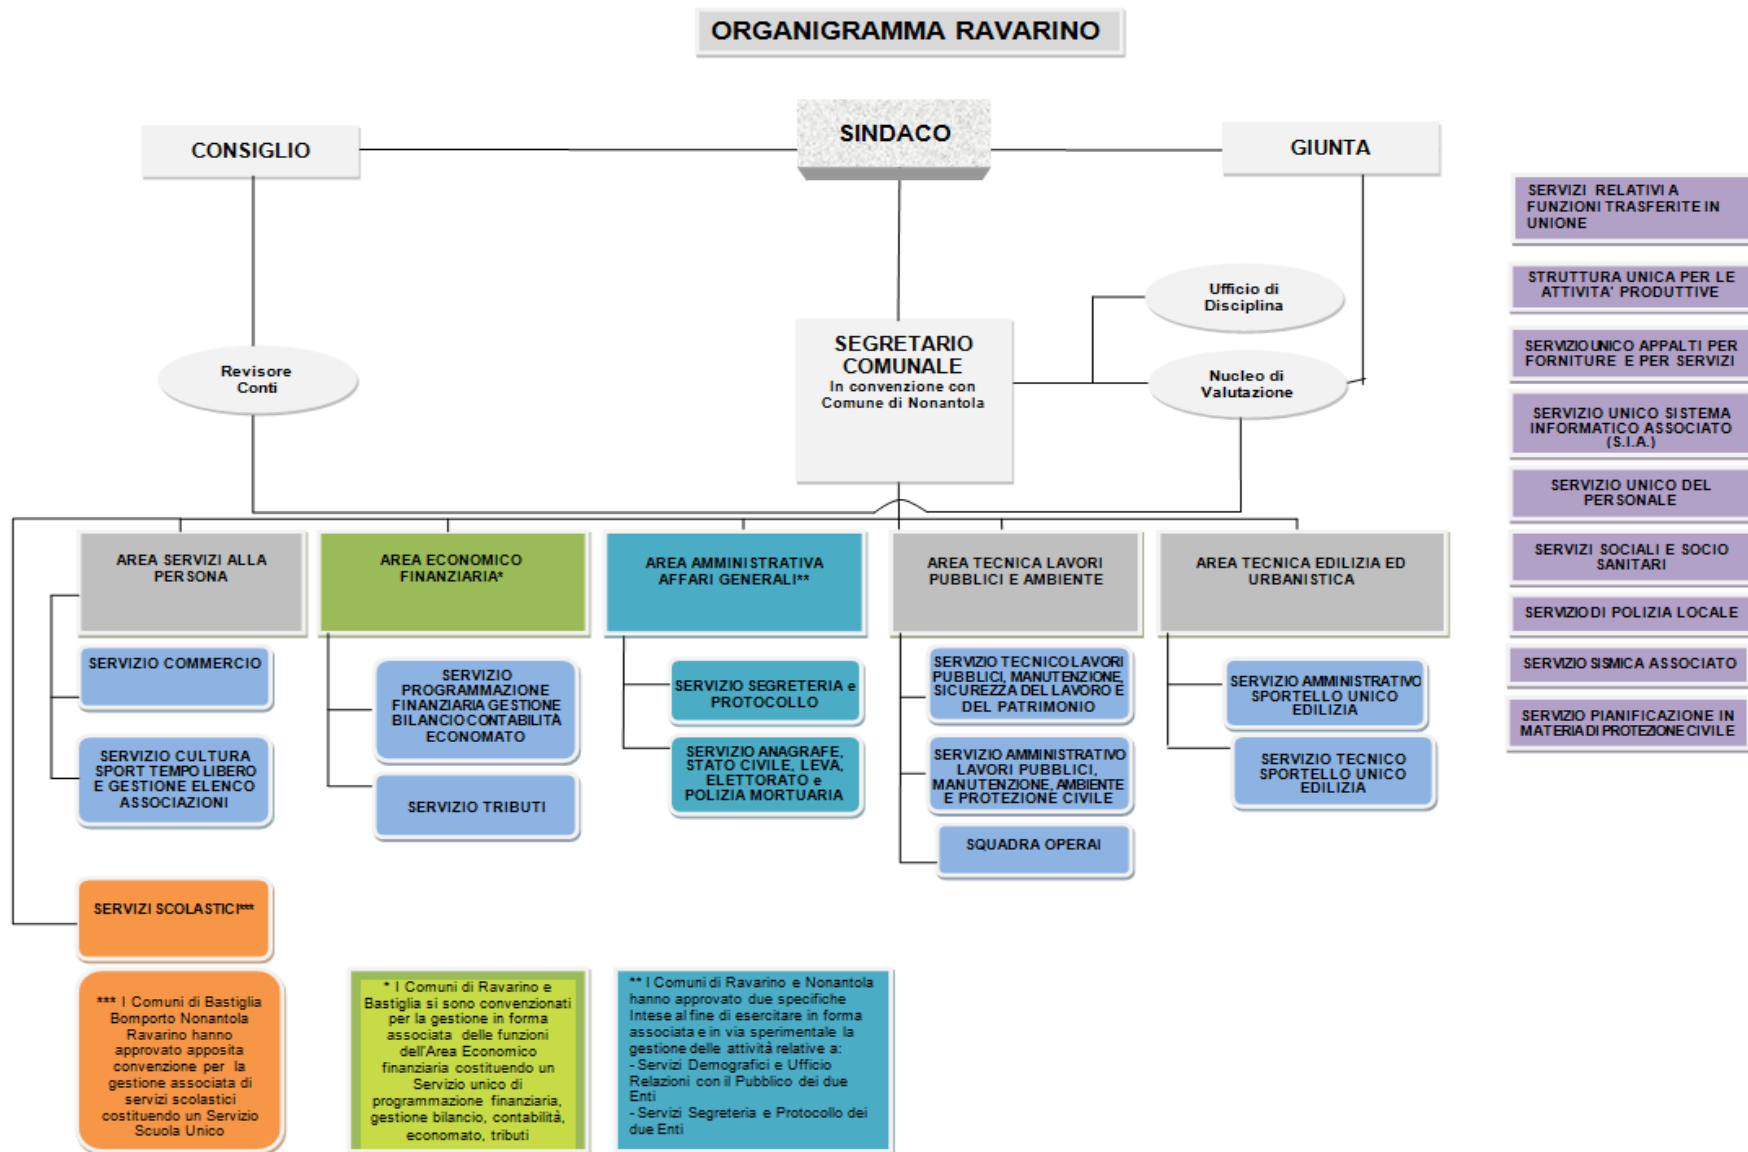 ORGANIGRAMMA RAVARINO
CONSIGLIO
SINDACO
GIUNTA
Revisore
Conti
SEGRETARIO
COMUNALE
In convenzione con
Comune di Nonantola
Ufficio di
Disciplina
Nucleo di
Valutazione
AREA SERVIZI ALLA
PERSONA
SERVIZIO COMMERCIO
SERVIZIO CULTURA
SPORT TEMPO LIBERO
E GESTIONE ELENCO
ASSOCIAZIONI
AREA ECONOMICO
FINANZIARIA*
SERVIZIO
PROGRAMMAZIONE
FINANZIARIA GESTIONE
BILANCIO CONTABILITÀ
ECONOMATO
SERVIZIO TRIBUTI
AREA AMMINISTRATIVA
AFFARI GENERALI**
SERVIZIO SEGRETERIA e
PROTOCOLLO
SERVIZIO ANAGRAFE,
STATO CIVILE, LEVA,
ELETTORATO e
POLIZIA MORTUARIA
AREA TECNICA LAVORI
PUBBLICI E AMBIENTE
SERVIZIO TECNICO LAVORI
PUBBLICI, MANUTENZIONE,
SICUREZZA DEL LAVORO E
DEL PATRIMONIO
SERVIZIO AMMINISTRATIVO
LAVORI PUBBLICI,
MANUTENZIONE, AMBIENTE
E PROTEZIONE CIVILE
SQUADRA OPERAI
AREA TECNICA EDILIZIA ED
URBANISTICA
SERVIZIO AMMINISTRATIVO
SPORTELLO UNICO
EDILIZIA
SERVIZIO TECNICO
SPORTELLO UNICO
EDILIZIA
SERVIZI RELATIVI A
FUNZIONI TRASFERITE IN
UNIONE
STRUTTURA UNICA PER LE
ATTIVITA' PRODUTTIVE
SERVIZIO UNICO APPALTI PER
FORNITURE E PER SERVIZI
SERVIZIO UNICO SISTEMA
INFORMATICO ASSOCIATO
(S.I.A.)
SERVIZIO UNICO DEL
PERSONALE
SERVIZI SOCIALI E SOCIO
SANITARI
SERVIZIO DI POLIZIA LOCALE
SERVIZIO SISMICA ASSOCIATO
SERVIZIO PIANIFICAZIONE IN
MATERIA DI PROTEZIONE CIVILE
SERVIZI SCOLASTICI***
*** I Comuni di Bastiglia
Bomporto Nonantola
Ravarino hanno
approvato apposita
convenzione per la
gestione associata di
servizi scolastici
costituendo un Servizio
Scuola Unico
* I Comuni di Ravarino e
Bastiglia si sono convenzionati
per la gestione in forma
associata delle funzioni
dell'Area Economico
finanziaria costituendo un
Servizio unico di
programmazione finanziaria,
gestione bilancio, contabilità,
economato, tributi
** I Comuni di Ravarino e Nonantola
hanno approvato due specifiche
Intese al fine di esercitare in forma
associata e in via sperimentale la
gestione delle attività relative a:
- Servizi Demografici e Ufficio
Relazioni con il Pubblico dei due
Enti
- Servizi Segreteria e Protocollo dei
due Enti